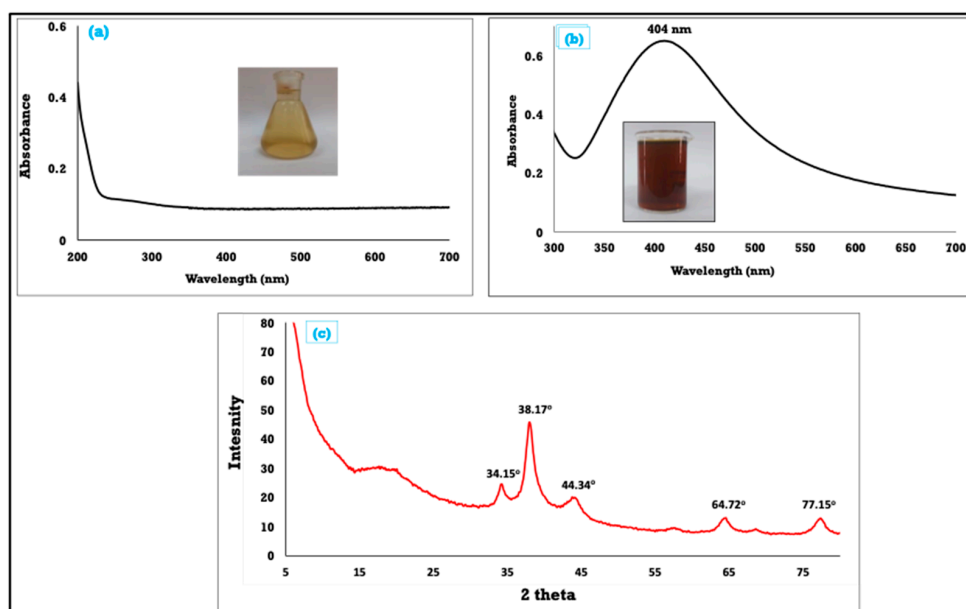 (a)
0.6
0.4
0.2
0
Absorbance
200 300 400 500 600 700
Wavelength (nm)
(b)
404 nm
0.6
0.4
0.2
0
Absorbance
300 350 400 450 500 550 600 650 700
Wavelength (nm)
(c)
80
70
60
50
40
30
20
10
0
Intesnity
34.15°
38.17°
44.34°
64.72°
77.15°
5 15 25 35 45 55 65 75
2 theta